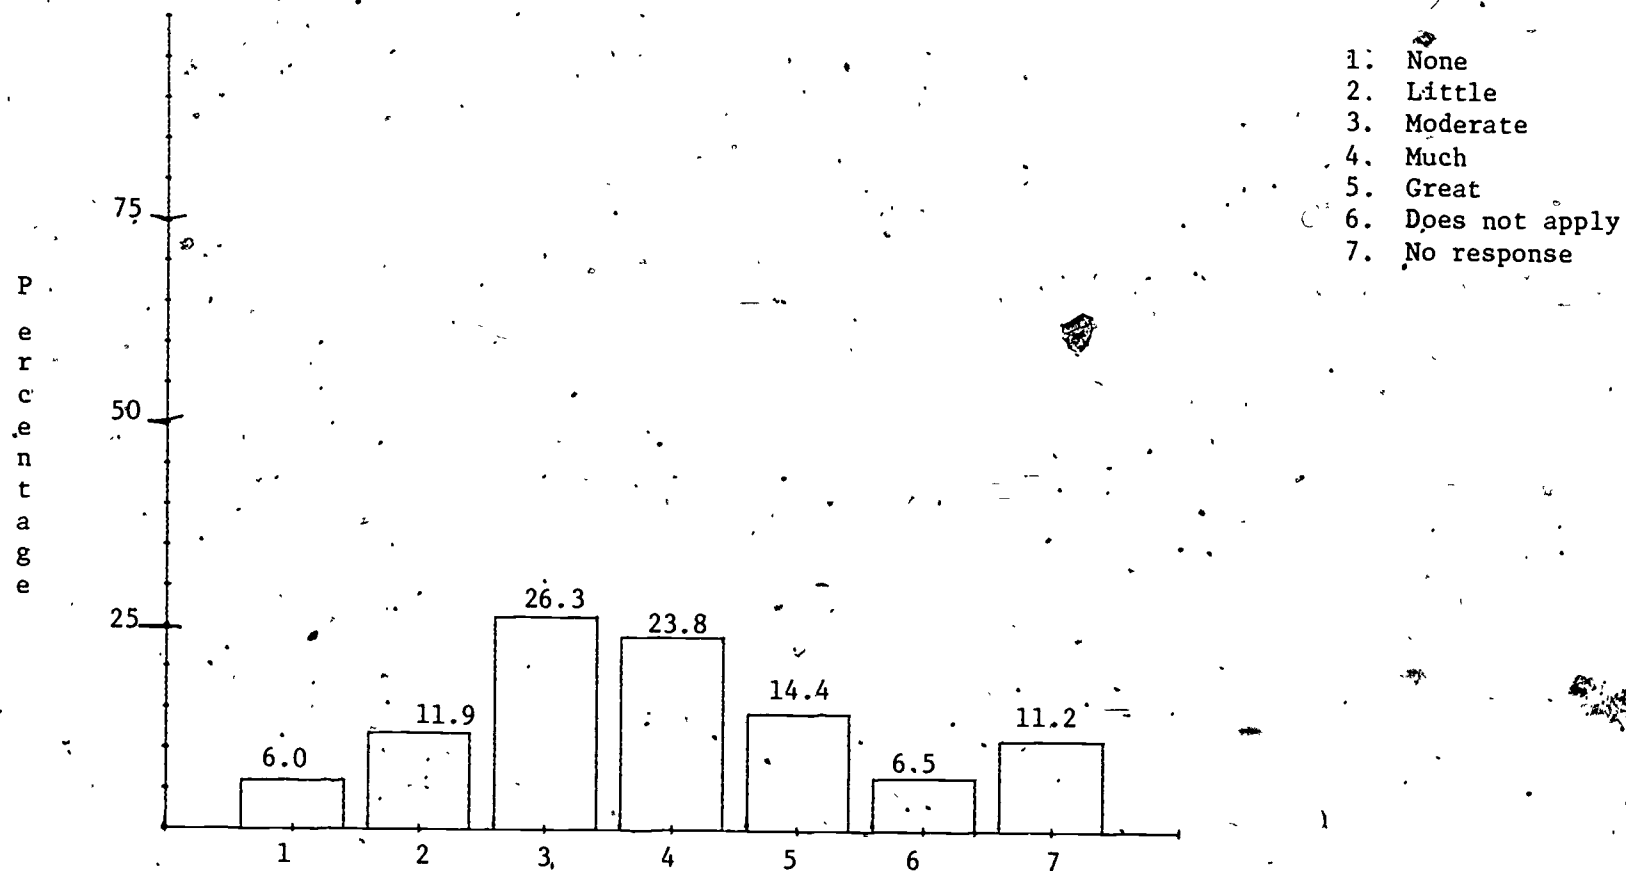 1. None
2. Little
3. Moderate
4. Much
5. Great
6. Does not apply
7. No response
Percentage
75
50
25
6.0
11.9
26.3
23.8
14.4
6.5
11.2
1 2 3 4 5 6 7